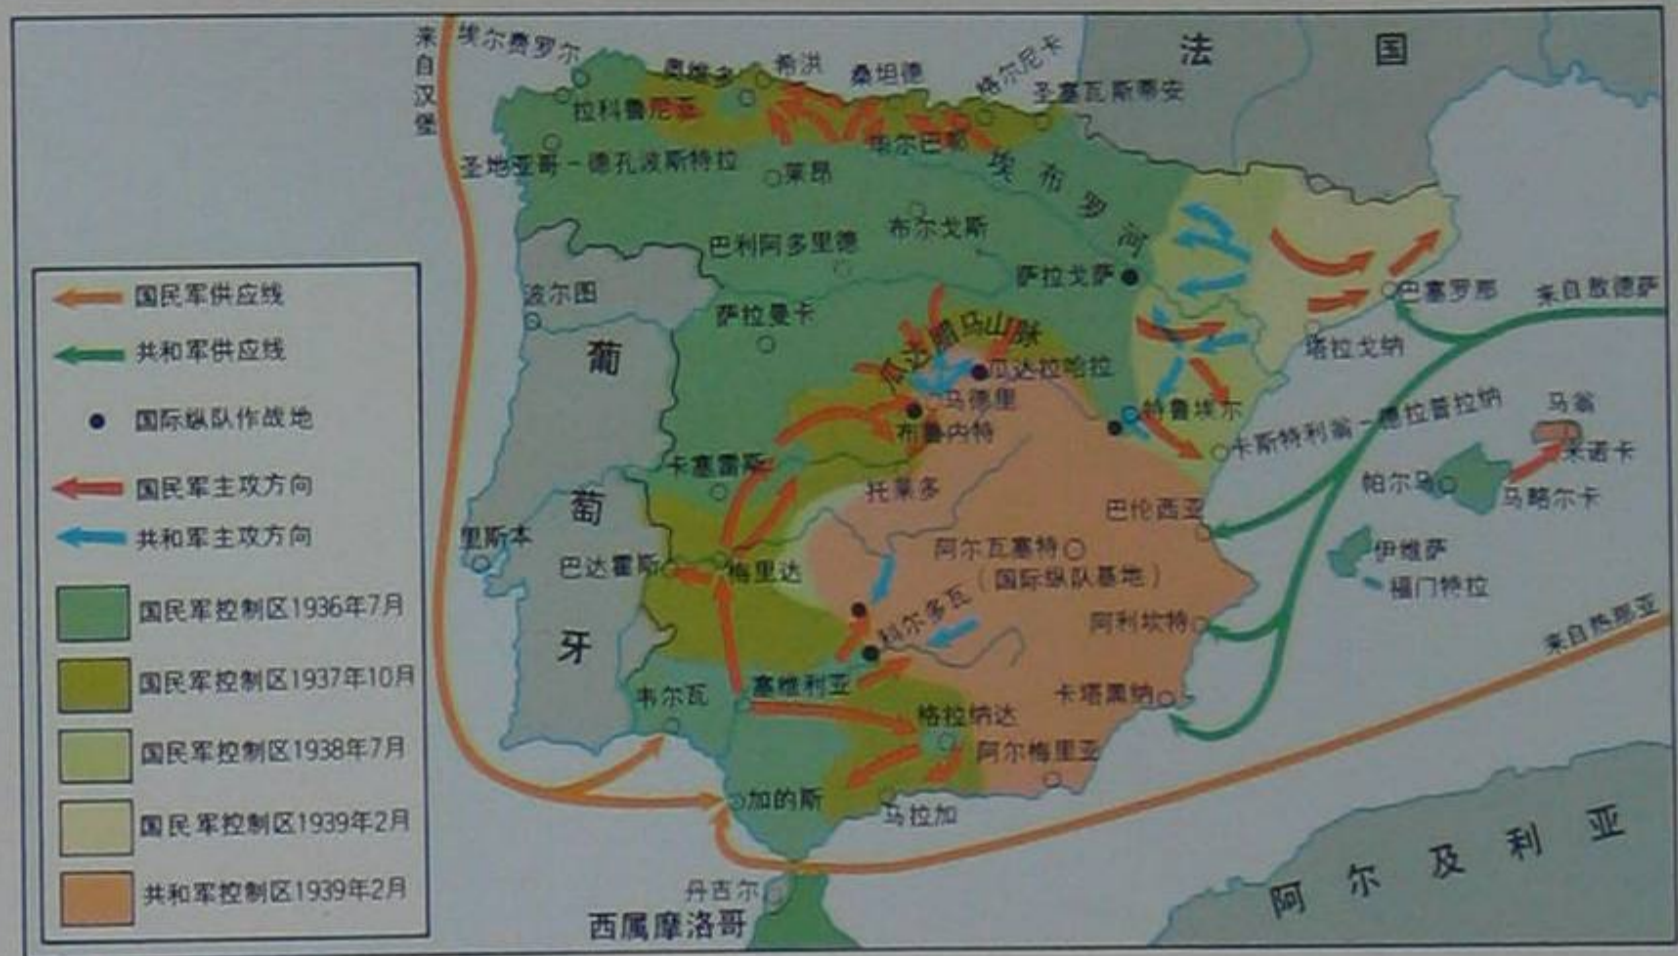 来自汉堡
埃尔费罗尔
奥维多
希洪
桑坦德
格尔尼卡
圣塞瓦斯蒂安
法国
拉科鲁尼亚
毕尔巴鄂
圣地亚哥－德孔波斯特拉
莱昂
埃布罗河
布尔戈斯
巴利阿多里德
萨拉戈萨
波尔图
萨拉曼卡
瓜达腊马山脉
瓜达拉哈拉
巴塞罗那
来自敖德萨
塔拉戈纳
葡萄牙
马德里
布鲁内特
特鲁埃尔
卡斯特利翁－德拉普拉纳
马翁
米诺卡
帕尔马
马略尔卡
卡塞雷斯
托莱多
巴伦西亚
里斯本
巴达霍斯
梅里达
阿尔瓦塞特
（国际纵队基地）
伊维萨
福门特拉
科尔多瓦
阿利坎特
来自热那亚
韦尔瓦
塞维利亚
格拉纳达
卡塔黑纳
阿尔梅里亚
加的斯
马拉加
丹吉尔
西属摩洛哥
阿尔及利亚
国民军供应线
共和军供应线
国际纵队作战地
国民军主攻方向
共和军主攻方向
国民军控制区1936年7月
国民军控制区1937年10月
国民军控制区1938年7月
国民军控制区1939年2月
共和军控制区1939年2月